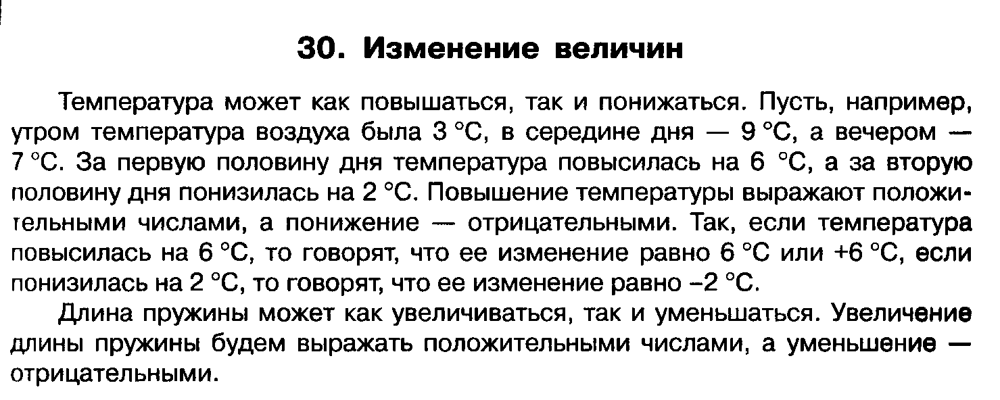 30. Изменение величин
Температура может как повышаться, так и понижаться. Пусть, например,
утром температура воздуха была 3 °С, в середине дня — 9 °С, а вечером —
7 °С. За первую половину дня температура повысилась на 6 °С, а за вторую
половину дня понизилась на 2 °С. Повышение температуры выражают положи-
тельными числами, а понижение — отрицательными. Так, если температура
повысилась на 6 °С, то говорят, что ее изменение равно 6 °С или +6 °С, если
понизилась на 2 °С, то говорят, что ее изменение равно –2 °С.
Длина пружины может как увеличиваться, так и уменьшаться. Увеличение
длины пружины будем выражать положительными числами, а уменьшение —
отрицательными.